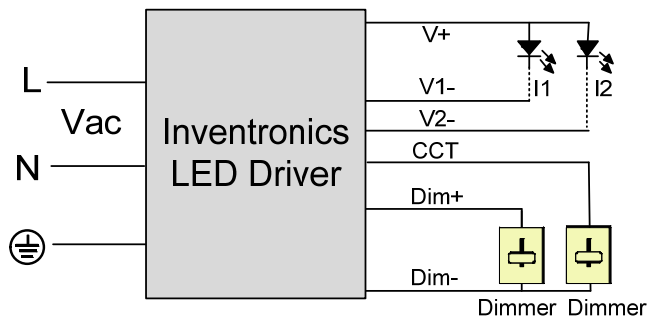 L
Vac
N
Inventronics
LED Driver
V+
I1
I2
V1-
V2-
CCT
Dim+
Dim-
Dimmer
Dimmer